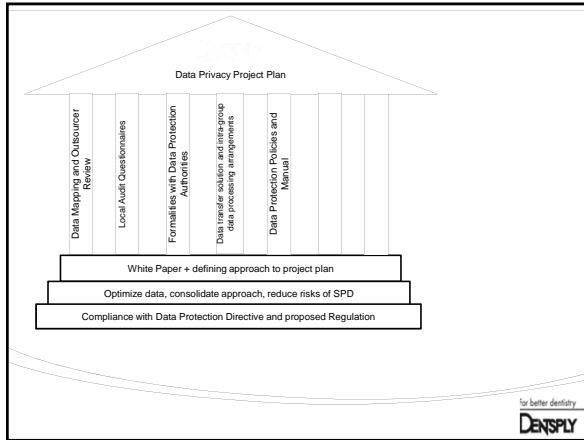 Data Privacy Project Plan
Data Mapping and Outsourcer
Review
Local Audit Questionnaires
Formalities with Data Protection
Authorities
Data transfer solution and intra-group
data processing arrangements
Data Protection Policies and
Manual
White Paper + defining approach to project plan
Optimize data, consolidate approach, reduce risks of SPD
Compliance with Data Protection Directive and proposed Regulation
For better dentistry
DENTSPLY